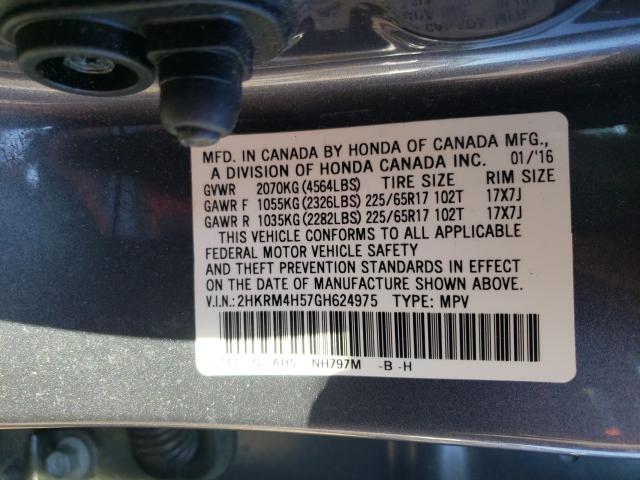 MFD. IN CANADA BY HONDA OF CANADA MFG.,
A DIVISION OF HONDA CANADA INC. 01/'16
GVWR 2070KG (4564LBS) TIRE SIZE RIM SIZE
GAWR F 1055KG (2326LBS) 225/65R17 102T 17X7J
GAWR R 1035KG (2282LBS) 225/65R17 102T 17X7J
THIS VEHICLE CONFORMS TO ALL APPLICABLE
FEDERAL MOTOR VEHICLE SAFETY
AND THEFT PREVENTION STANDARDS IN EFFECT
ON THE DATE OF MANUFACTURE SHOWN ABOVE.
V.I.N.: 2HKRM4H57GH624975 TYPE: MPV
NH797M -B -H